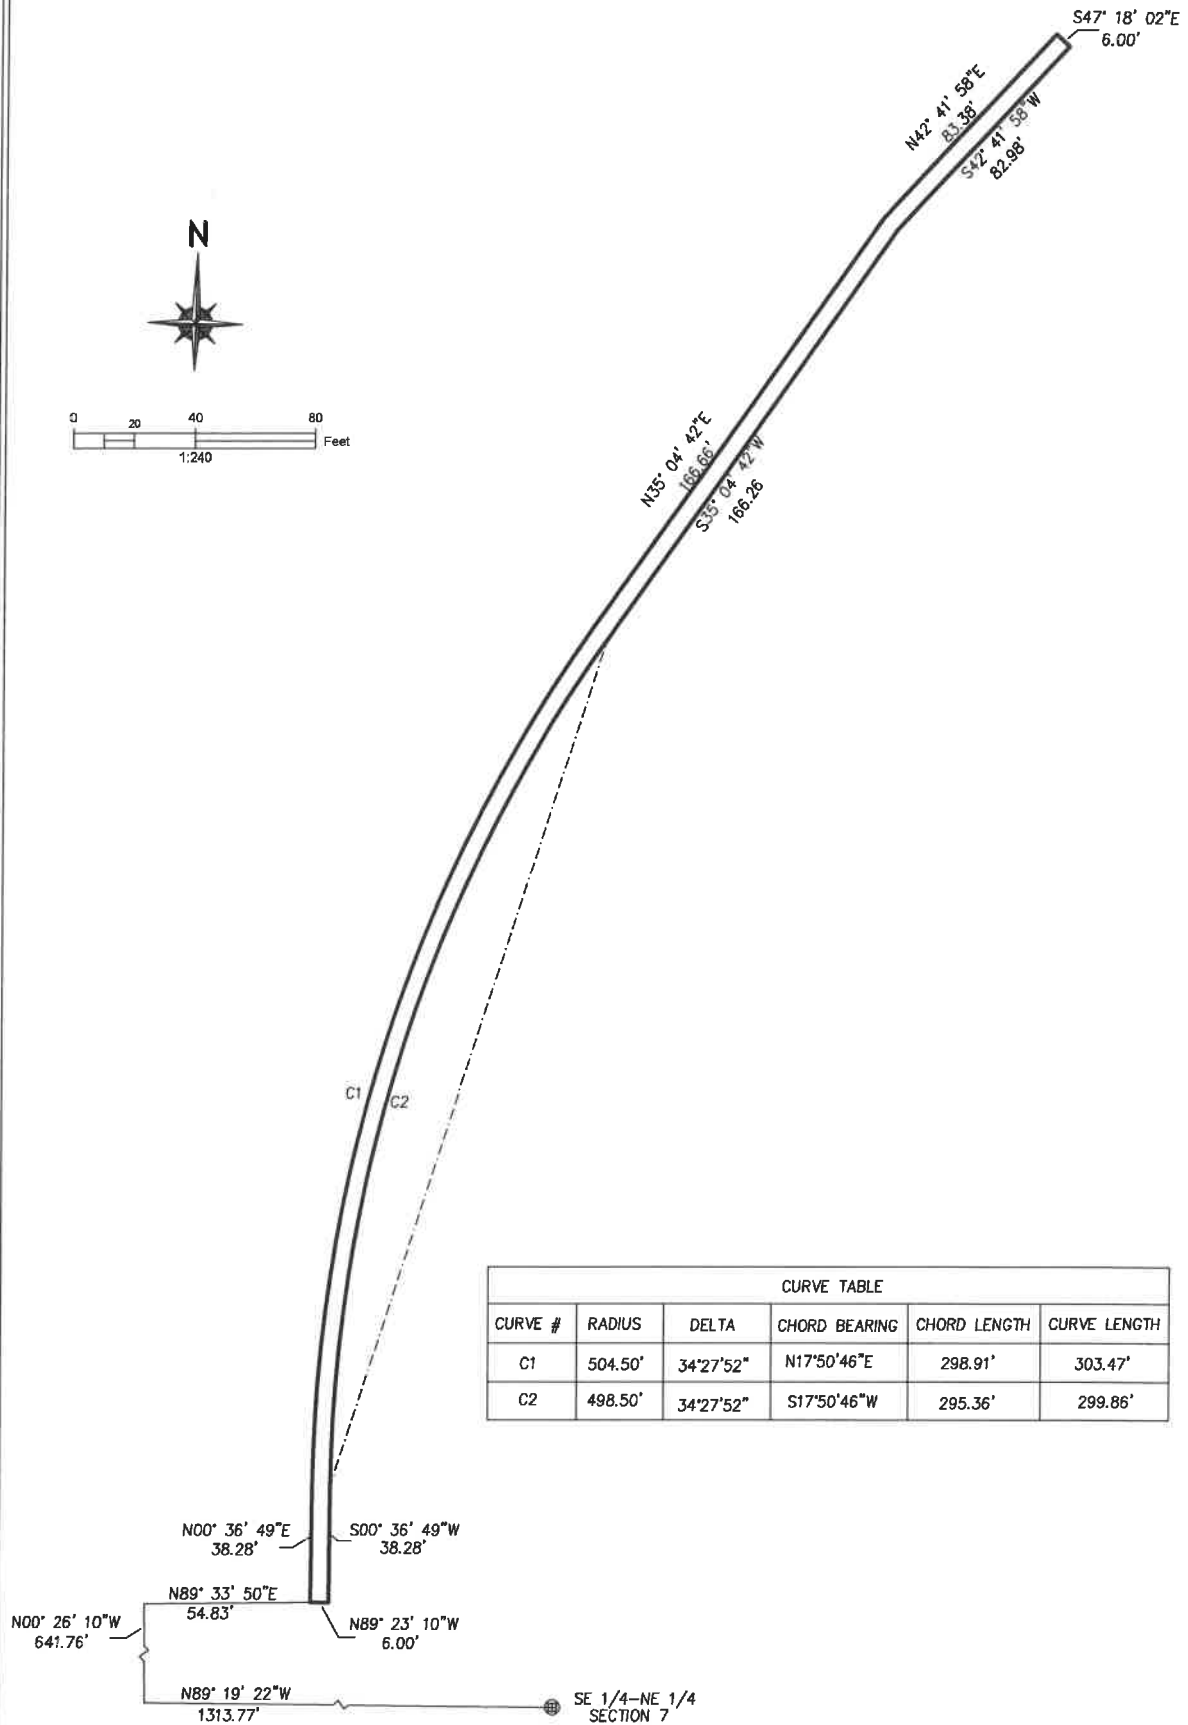 S47° 18' 02"E
6.00'
N42° 41' 58"E
83.38'
S42° 41' 58"W
82.98'
N
0 20 40 80
Feet
1:240
N35° 04' 42"E
166.66'
S35° 04' 42"W
166.26
C1
C2
CURVE TABLE
CURVE # RADIUS DELTA CHORD BEARING CHORD LENGTH CURVE LENGTH
C1 504.50' 34°27'52" N17°50'46"E 298.91' 303.47'
C2 498.50' 34°27'52" S17°50'46"W 295.36' 299.86'
N00° 36' 49"E
38.28'
S00° 36' 49"W
38.28'
N89° 33' 50"E
54.83'
N00° 26' 10"W
641.76'
N89° 23' 10"W
6.00'
N89° 19' 22"W
1313.77'
SE 1/4-NE 1/4
SECTION 7